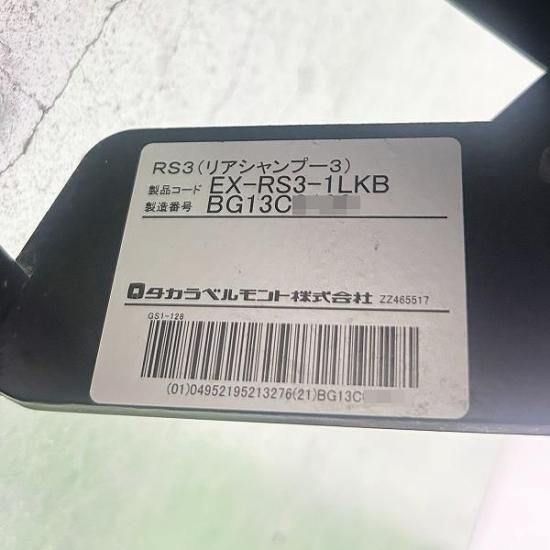 RS3(リアシャンプー3)
製品コード EX-RS3-1LKB
製造番号 BG13C
タカラベルモント株式会社 ZZ465517
GS1-128
(01)04952195213276(21)BG13C